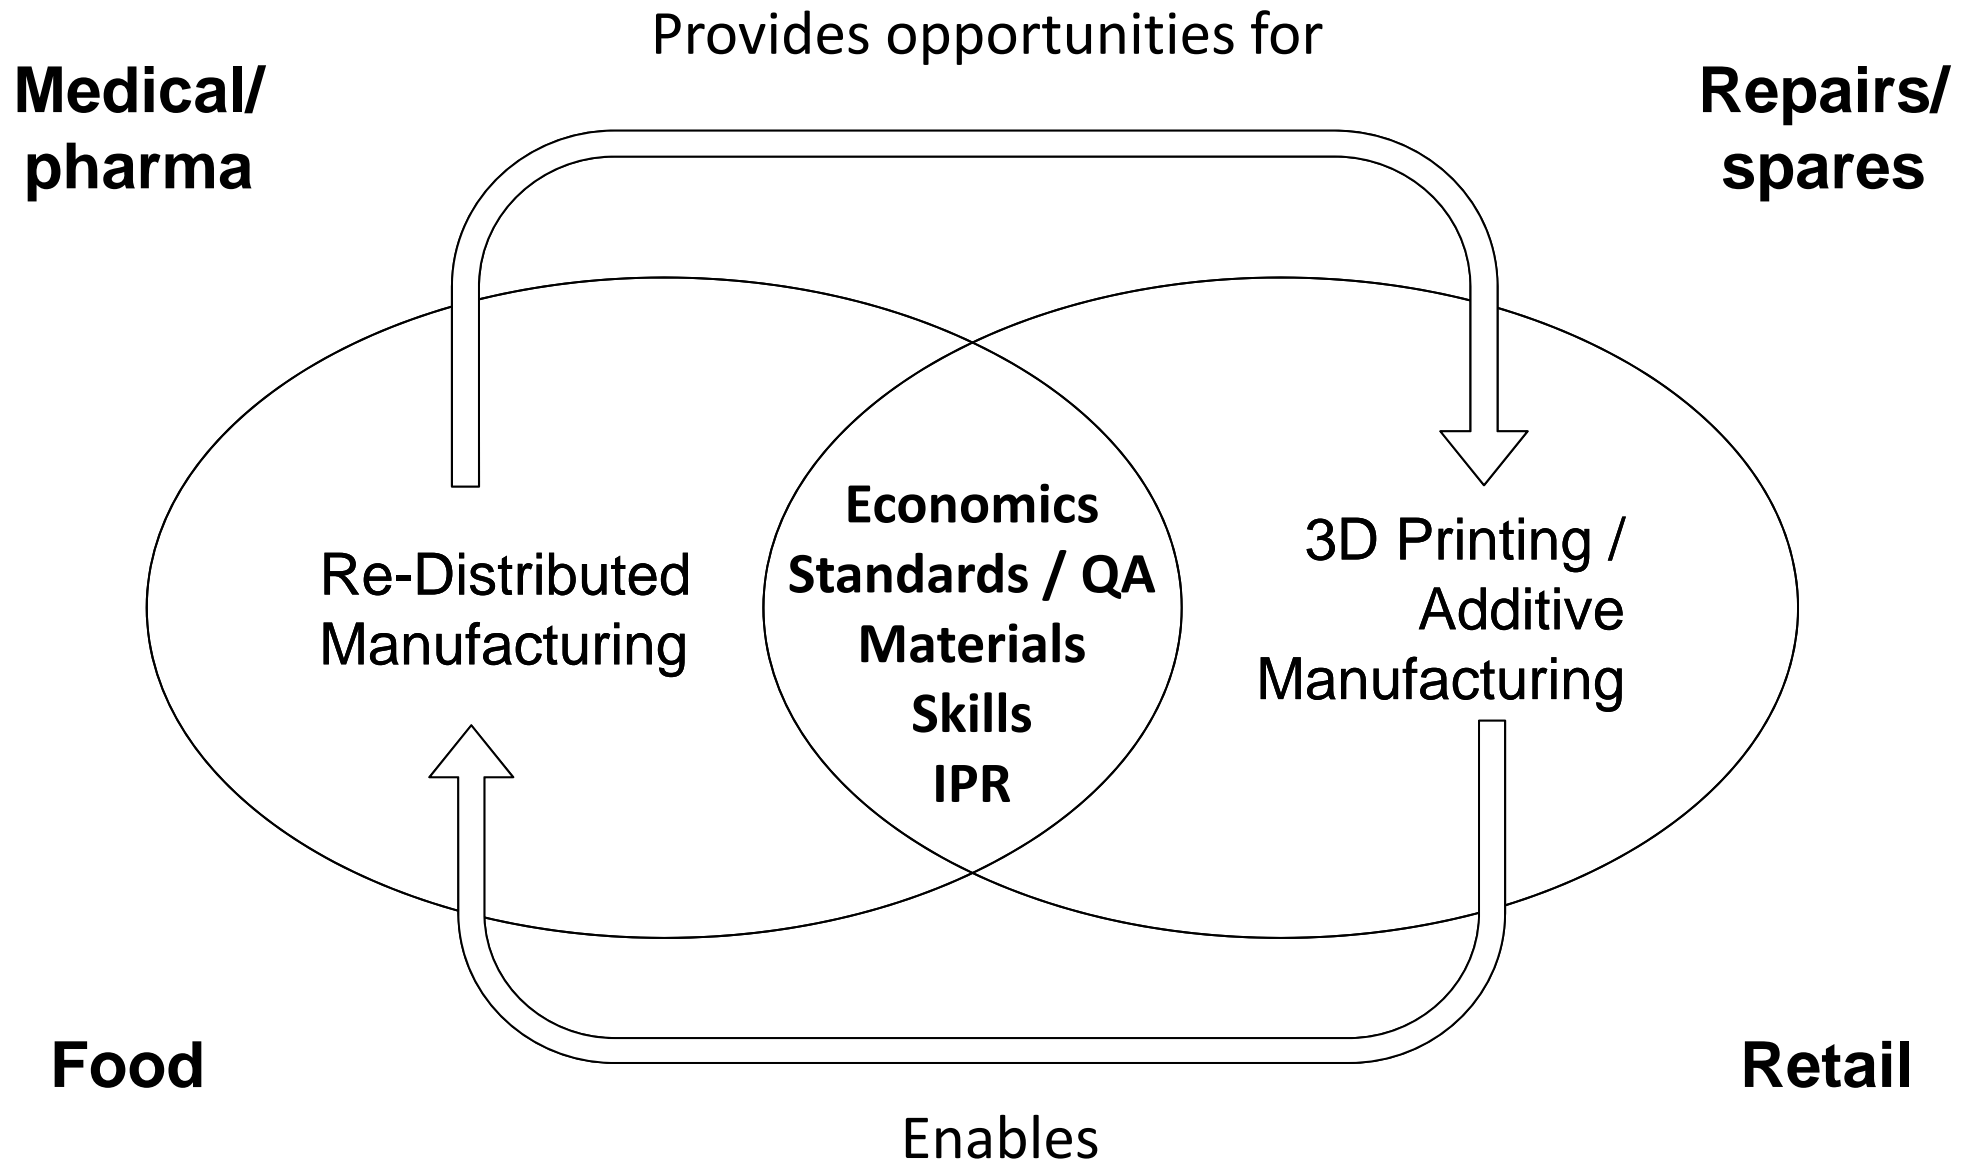 Provides opportunities for
Medical/
pharma
Repairs/
spares
Re-Distributed
Manufacturing
Economics
Standards / QA
Materials
Skills
IPR
3D Printing /
Additive
Manufacturing
Food
Retail
Enables